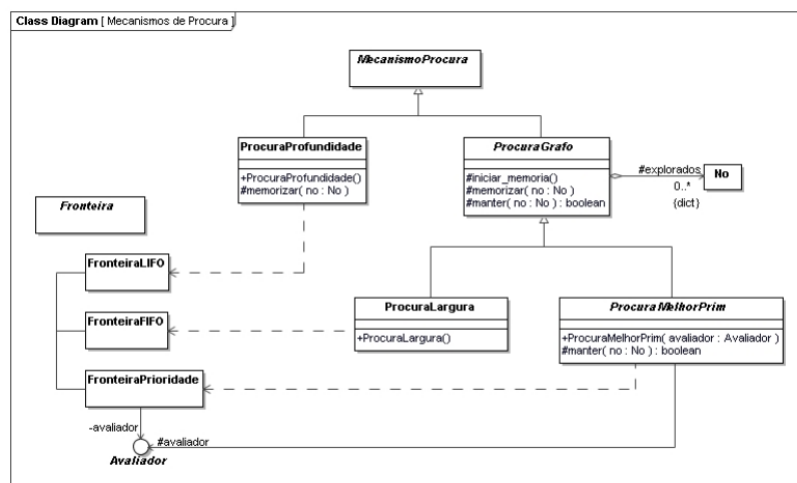 Class Diagram [ Mecanismos de Procura ]
MecanismoProcura
ProcuraProfundidade
+ProcuraProfundidade()
#memorizar( no : No )
ProcuraGrafo
#iniciar_memoria()
#memorizar( no : No )
#manter( no : No ) : boolean
#explorados
0..*
{dict}
No
Fronteira
FronteiraLIFO
FronteiraFIFO
FronteiraPrioridade
ProcuraLargura
+ProcuraLargura()
ProcuraMelhorPrim
+ProcuraMelhorPrim( avaliador : Avaliador )
#manter( no : No ) : boolean
-avaliador
#avaliador
Avaliador